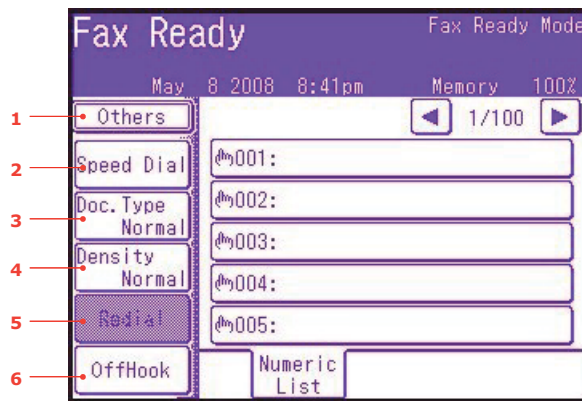 Fax Ready
Fax Ready Mode
May 8 2008 8:41pm
Memory 100%
1
Others
1/100
2
Speed Dial
001:
3
Doc.Type
Normal
002:
003:
4
Density
Normal
004:
5
Redial
005:
6
OffHook
Numeric
List